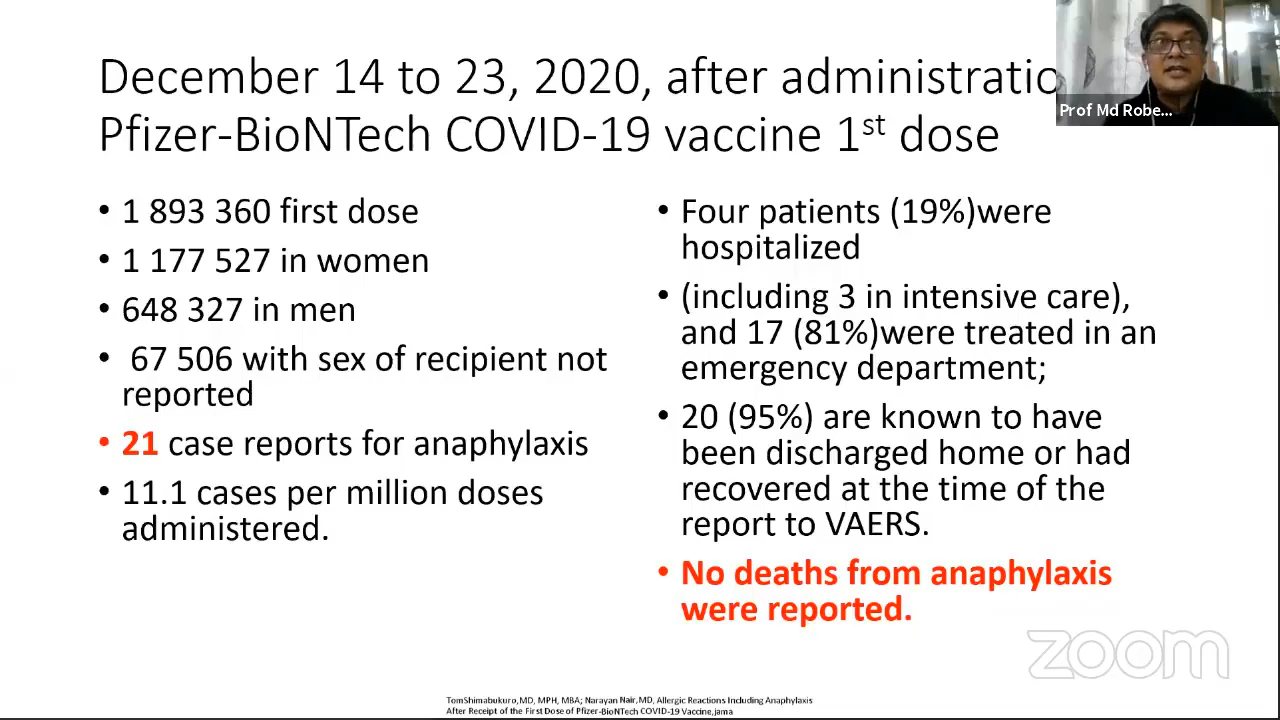 December 14 to 23, 2020, after administratio
Pfizer-BioNTech COVID-19 vaccine 1st dose
Prof Md Robe...
• 1 893 360 first dose
• 1 177 527 in women
• 648 327 in men
• 67 506 with sex of recipient not
reported
• 21 case reports for anaphylaxis
• 11.1 cases per million doses
administered.
• Four patients (19%)were
hospitalized
• (including 3 in intensive care),
and 17 (81%)were treated in an
emergency department;
• 20 (95%) are known to have
been discharged home or had
recovered at the time of the
report to VAERS.
• No deaths from anaphylaxis
were reported.
zoom
TomShimabukuro,MD, MPH, MBA; Narayan Nair,MD, Allergic Reactions Including Anaphylaxis
After Receipt of the First Dose of Pfizer-BioNTech COVID-19 Vaccine,jama